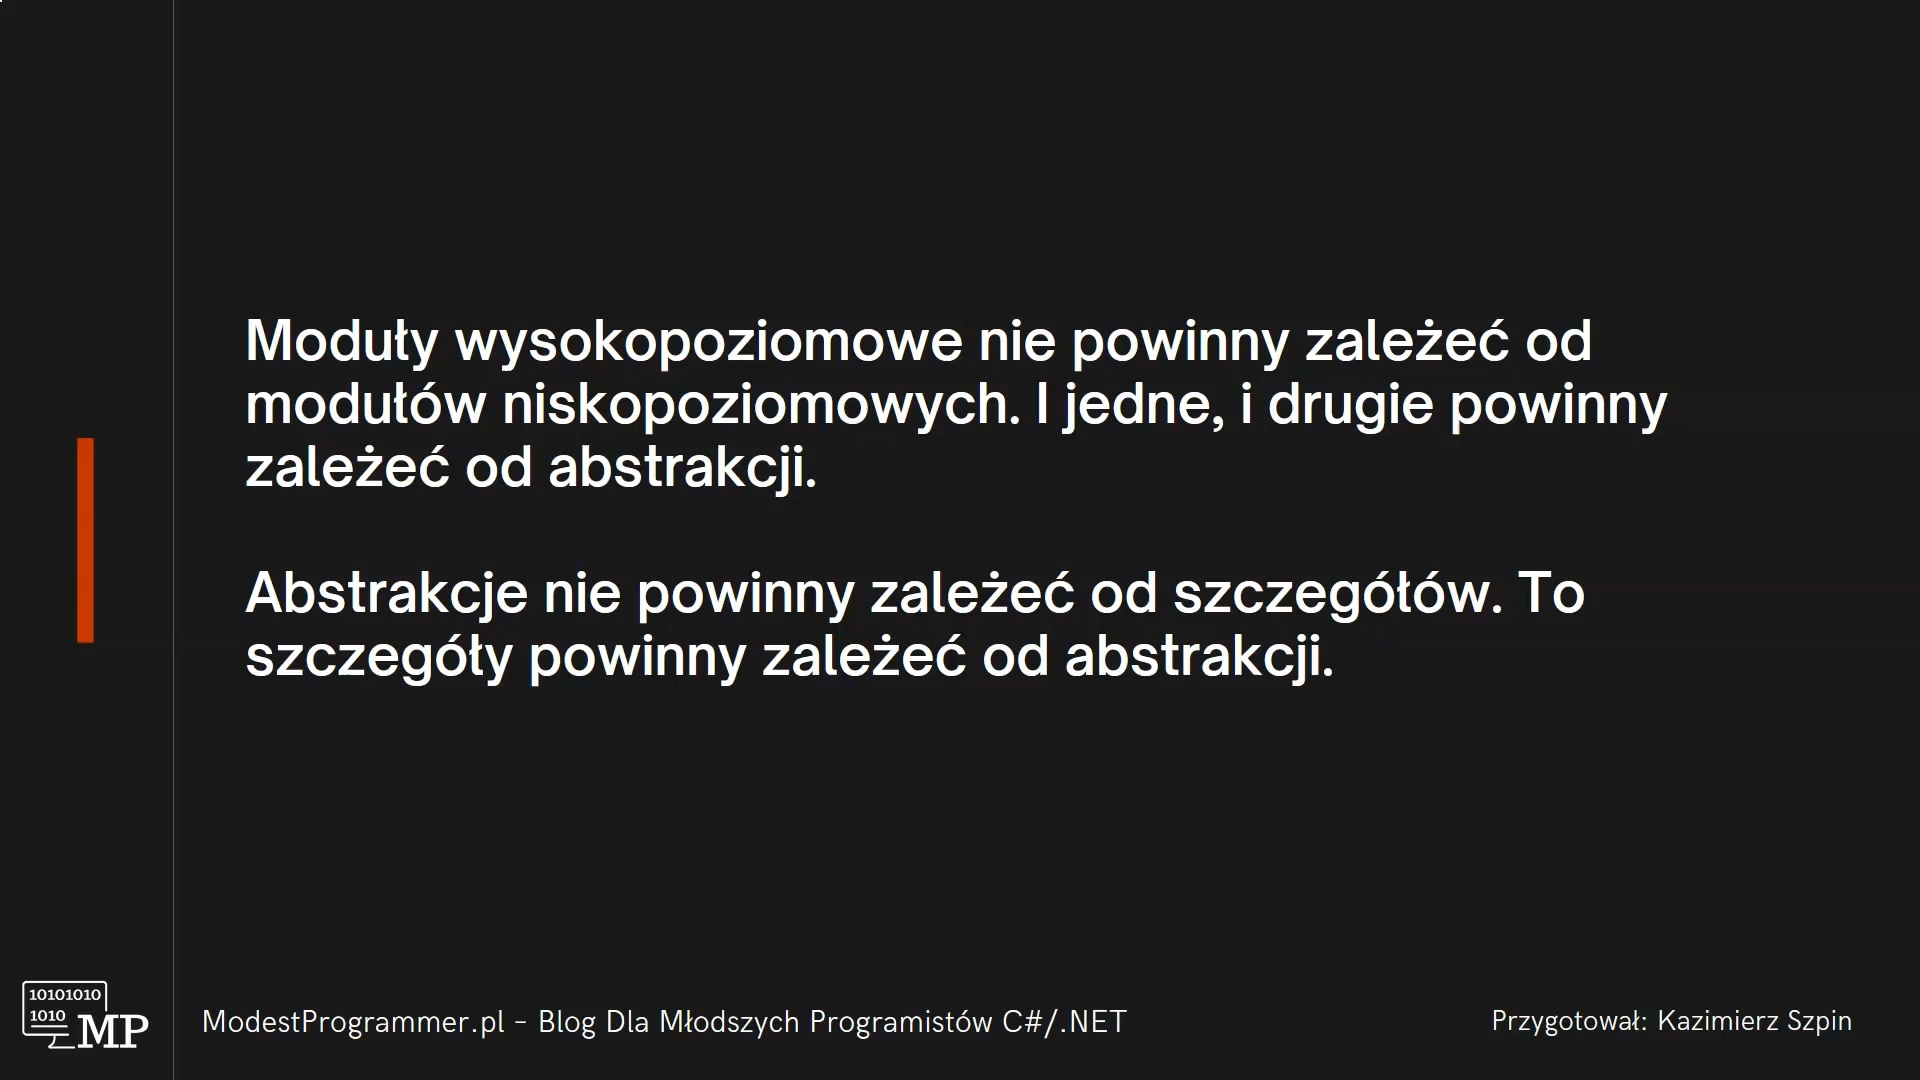 Moduły wysokopoziomowe nie powinny zależeć od
modułów niskopoziomowych. I jedne, i drugie powinny
zależeć od abstrakcji.
Abstrakcje nie powinny zależeć od szczegółów. To
szczegóły powinny zależeć od abstrakcji.
10101010
1010
MP
ModestProgrammer.pl – Blog Dla Młodszych Programistów C#/.NET
Przygotował: Kazimierz Szpin